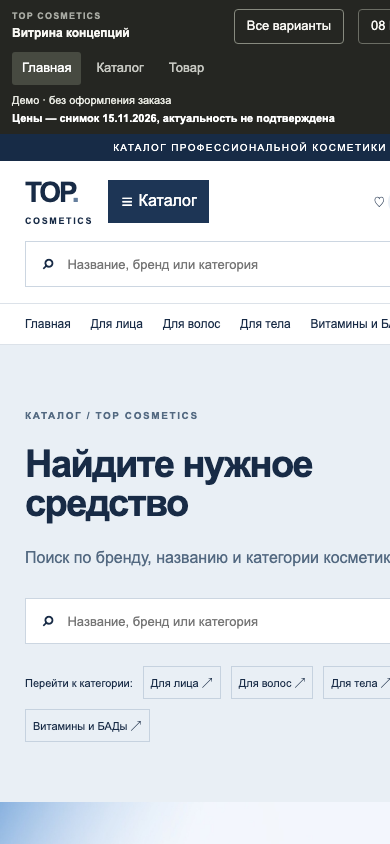 TOP COSMETICS
Витрина концепций
Все варианты
08
Главная
Каталог
Товар
Демо · без оформления заказа
Цены — снимок 15.11.2026, актуальность не подтверждена
КАТАЛОГ ПРОФЕССИОНАЛЬНОЙ КОСМЕТИКИ
TOP.
COSMETICS
≡ Каталог
Название, бренд или категория
Главная
Для лица
Для волос
Для тела
Витамины и БА
КАТАЛОГ / TOP COSMETICS
Найдите нужное
средство
Поиск по бренду, названию и категории косметик
Название, бренд или категория
Перейти к категории:
Для лица ↗
Для волос ↗
Для тела ↗
Витамины и БАДы ↗